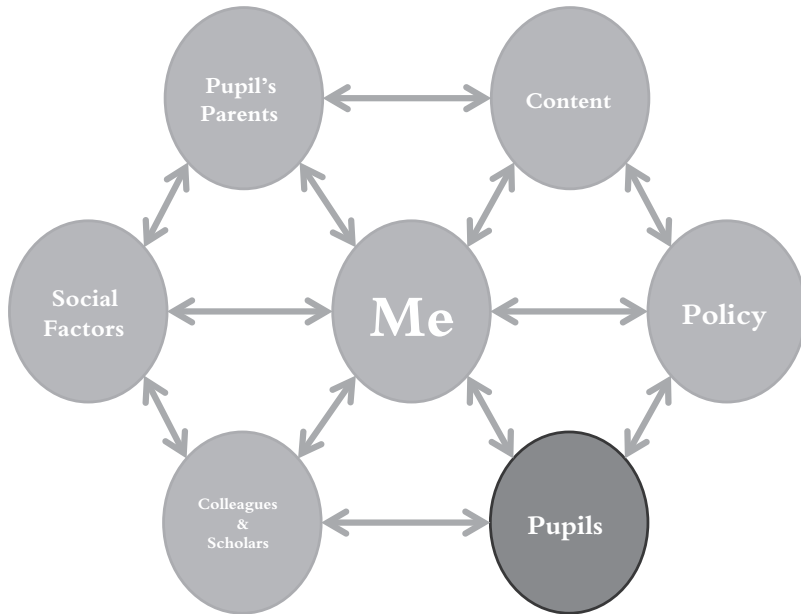 Pupil's
Parents
Content
Social
Factors
Me
Policy
Colleagues
&
Scholars
Pupils